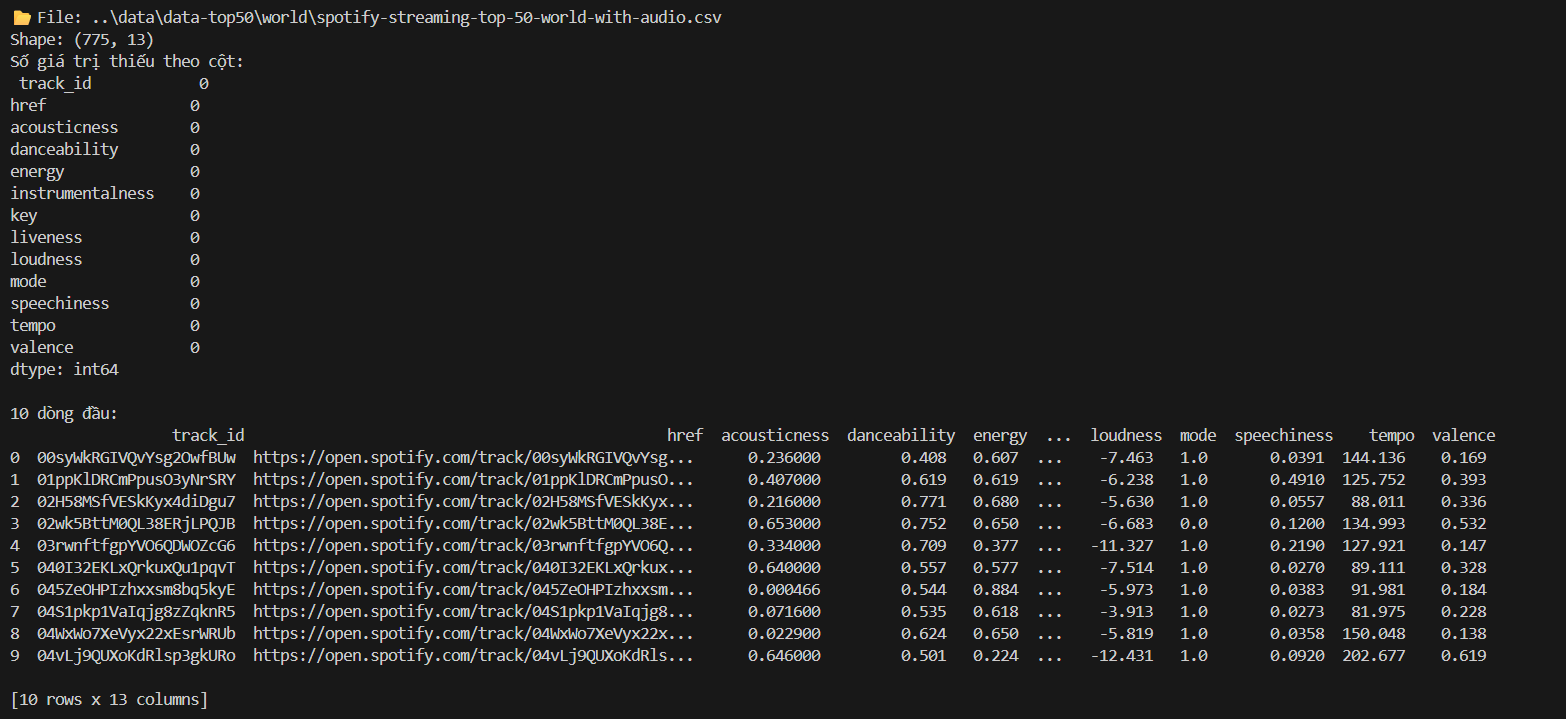 📂 File: ..\data\data-top50\world\spotify-streaming-top-50-world-with-audio.csv
Shape: (775, 13)
Số giá trị thiếu theo cột:
 track_id            0
href                0
acousticness        0
danceability        0
energy              0
instrumentalness    0
key                 0
liveness            0
loudness            0
mode                0
speechiness         0
tempo               0
valence             0
dtype: int64
10 dòng đầu:
track_id href acousticness danceability energy ... loudness mode speechiness tempo valence
0 00syWkRGIVQvYsg2OwfBUw https://open.spotify.com/track/00syWkRGIVQvYsg... 0.236000 0.408 0.607 ... -7.463 1.0 0.0391 144.136 0.169
1 01ppKlDRCmPpusO3yNrSRY https://open.spotify.com/track/01ppKlDRCmPpusO... 0.407000 0.619 0.619 ... -6.238 1.0 0.4910 125.752 0.393
2 02H58MSfVESkKyx4diDgu7 https://open.spotify.com/track/02H58MSfVESkKyx... 0.216000 0.771 0.680 ... -5.630 1.0 0.0557 88.011 0.336
3 02wk5BttM0QL38ERjLPQJB https://open.spotify.com/track/02wk5BttM0QL38E... 0.653000 0.752 0.650 ... -6.683 0.0 0.1200 134.993 0.532
4 03rwnftfgpYVO6QDWOZcG6 https://open.spotify.com/track/03rwnftfgpYVO6Q... 0.334000 0.709 0.377 ... -11.327 1.0 0.2190 127.921 0.147
5 040I32EKLxQrkuxQu1pqvT https://open.spotify.com/track/040I32EKLxQrkux... 0.640000 0.557 0.577 ... -7.514 1.0 0.0270 89.111 0.328
6 045ZeOHPIzhxxsm8bq5kyE https://open.spotify.com/track/045ZeOHPIzhxxsm... 0.000466 0.544 0.884 ... -5.973 1.0 0.0383 91.981 0.184
7 04S1pkp1VaIqjg8zZqknR5 https://open.spotify.com/track/04S1pkp1VaIqjg8... 0.071600 0.535 0.618 ... -3.913 1.0 0.0273 81.975 0.228
8 04WxWo7XeVyx22xEsrWRUb https://open.spotify.com/track/04WxWo7XeVyx22x... 0.022900 0.624 0.650 ... -5.819 1.0 0.0358 150.048 0.138
9 04vLj9QUXoKdRlsp3gkURo https://open.spotify.com/track/04vLj9QUXoKdRls... 0.646000 0.501 0.224 ... -12.431 1.0 0.0920 202.677 0.619
[10 rows x 13 columns]